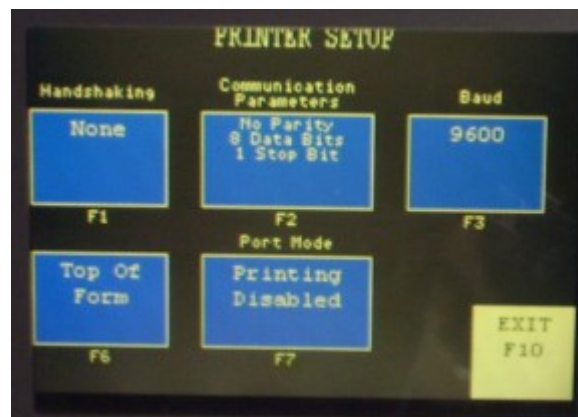 PRINTER SETUP
Handshaking
None
F1
Communication
Parameters
No Parity
8 Data Bits
1 Stop Bit
F2
Baud
9600
F3
Top Of
Form
F6
Port Mode
Printing
Disabled
F7
EXIT
F10